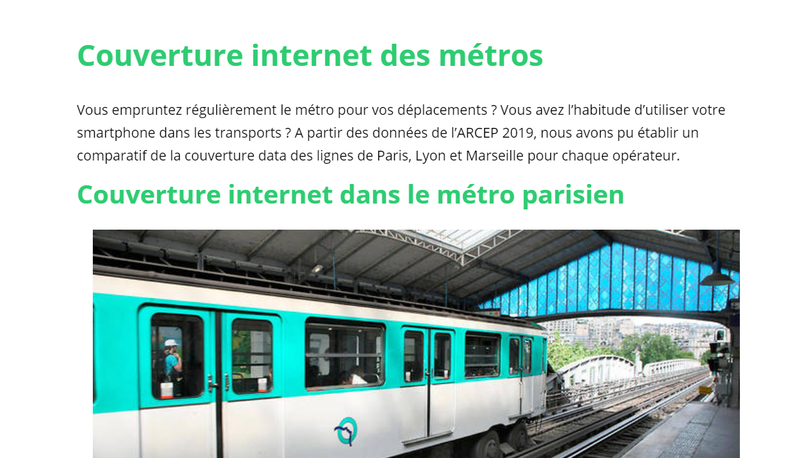 Couverture internet des métros
Vous empruntez régulièrement le métro pour vos déplacements ? Vous avez l’habitude d’utiliser votre
smartphone dans les transports ? A partir des données de l’ARCEP 2019, nous avons pu établir un
comparatif de la couverture data des lignes de Paris, Lyon et Marseille pour chaque opérateur.
Couverture internet dans le métro parisien